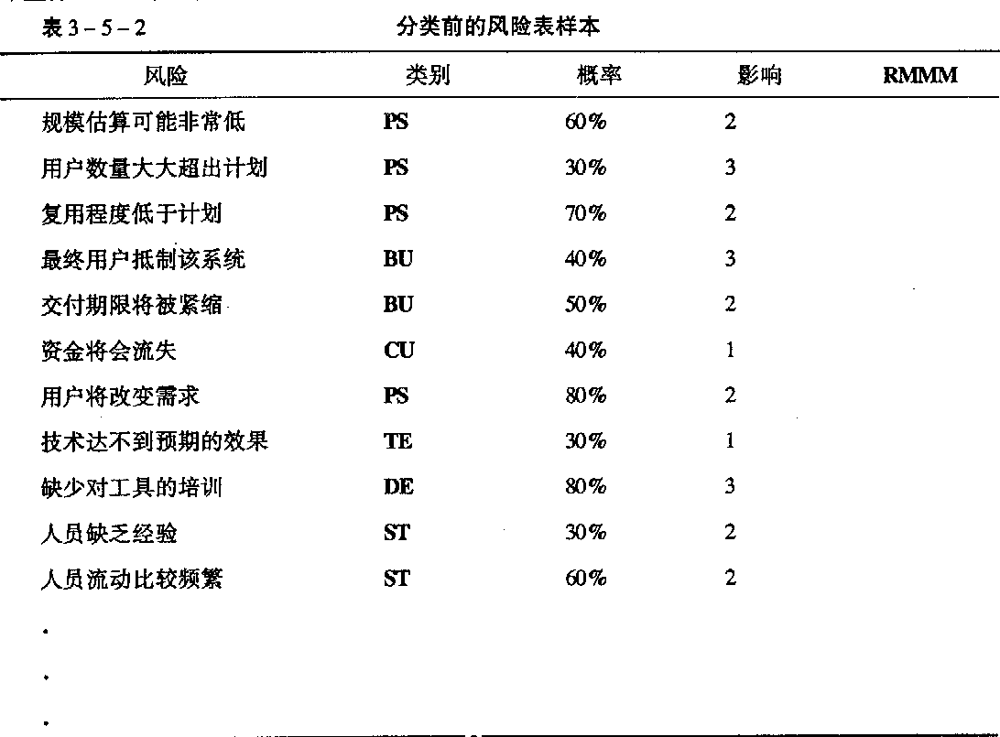 表3-5-2 分类前的风险表样本
风险 类别 概率 影响 RMMM
规模估算可能非常低 PS 60% 2
用户数量大大超出计划 PS 30% 3
复用程度低于计划 PS 70% 2
最终用户抵制该系统 BU 40% 3
交付期限将被紧缩 BU 50% 2
资金将会流失 CU 40% 1
用户将改变需求 PS 80% 2
技术达不到预期的效果 TE 30% 1
缺少对工具的培训 DE 80% 3
人员缺乏经验 ST 30% 2
人员流动比较频繁 ST 60% 2
.
.
.